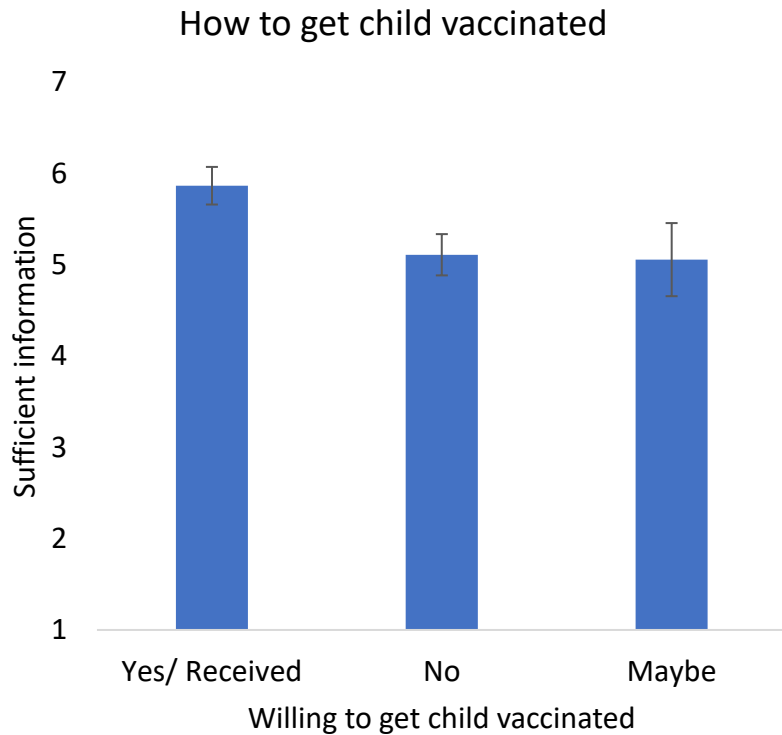 How to get child vaccinated
7
6
5
4
3
2
1
Sufficient information
Yes/ Received No Maybe
Willing to get child vaccinated